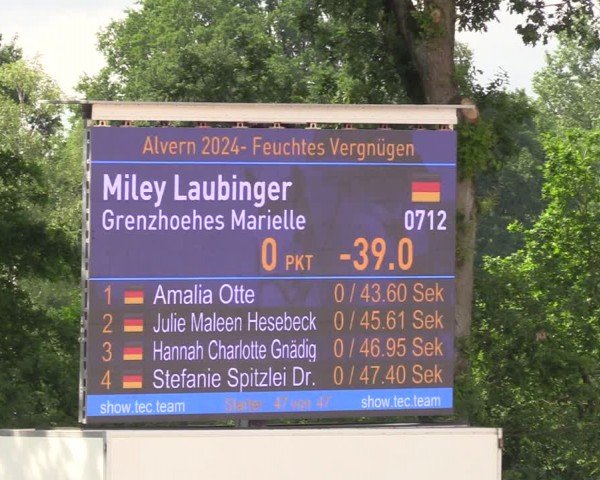 Alvern 2024- Feuchtes Vergnügen
Miley Laubinger
Grenzhoehes Marielle 0712
0 PKT -39.0
1 Amalia Otte 0 / 43.60 Sek
2 Julie Maleen Hesebeck 0 / 45.61 Sek
3 Hannah Charlotte Gnädig 0 / 46.95 Sek
4 Stefanie Spitzlei Dr. 0 / 47.40 Sek
show.tec.team Starter 47 von 47 show.tec.team